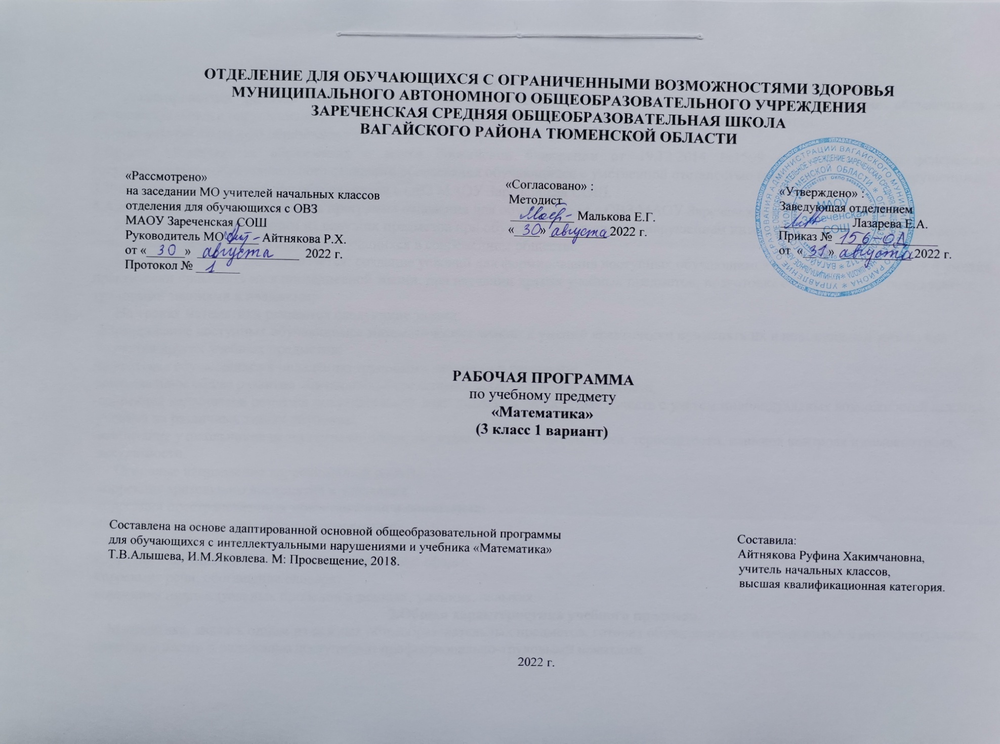 ОТДЕЛЕНИЕ ДЛЯ ОБУЧАЮЩИХСЯ С ОГРАНИЧЕННЫМИ ВОЗМОЖНОСТЯМИ ЗДОРОВЬЯ
МУНИЦИПАЛЬНОГО АВТОНОМНОГО ОБЩЕОБРАЗОВАТЕЛЬНОГО УЧРЕЖДЕНИЯ
ЗАРЕЧЕНСКАЯ СРЕДНЯЯ ОБЩЕОБРАЗОВАТЕЛЬНАЯ ШКОЛА
ВАГАЙСКОГО РАЙОНА ТЮМЕНСКОЙ ОБЛАСТИ
«Рассмотрено»
на заседании МО учителей начальных классов
отделения для обучающихся с ОВЗ
МАОУ Зареченская СОШ
Руководитель МО Айтнякова Р.Х.
от «30» августа 2022 г.
Протокол № 1
«Согласовано» :
Методист
Малькова Е.Г.
«30» августа 2022 г.
«Утверждено» :
Заведующая отделением
Лазарева Е.А.
Приказ № 156-ОД
от «31» августа 2022 г.
МАОУ
Зареченская
СОШ
РАБОЧАЯ ПРОГРАММА
по учебному предмету
«Математика»
(3 класс 1 вариант)
Составлена на основе адаптированной основной общеобразовательной программы
для обучающихся с интеллектуальными нарушениями и учебника «Математика»
Т.В.Алышева, И.М.Яковлева. М: Просвещение, 2018.
Составила:
Айтнякова Руфина Хакимчановна,
учитель начальных классов,
высшая квалификационная категория.
2022 г.